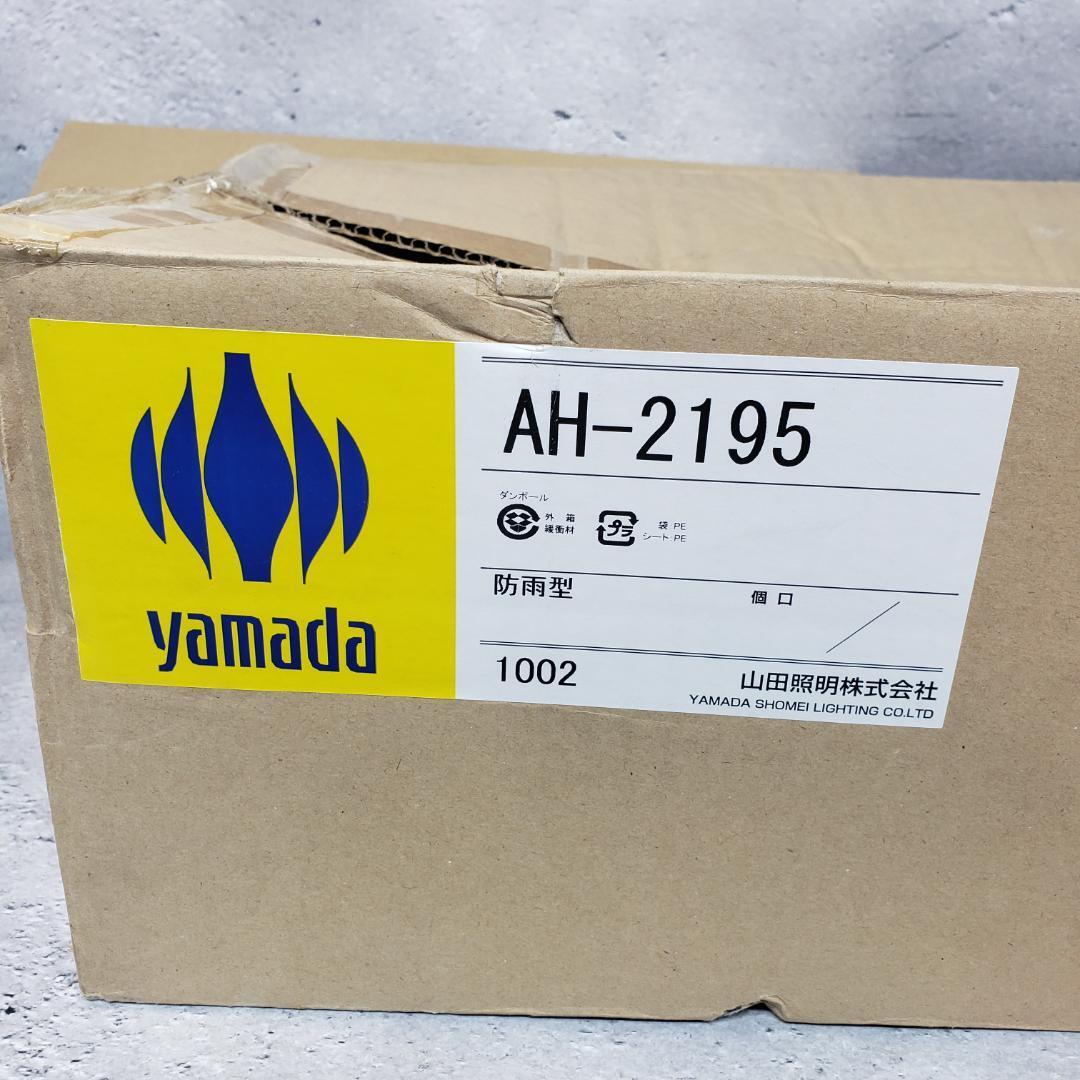 yamada
AH-2195
ダンボール
外箱
緩衝材
プラ
袋 PE
シート PE
防雨型
個口
1002
山田照明株式会社
YAMADA SHOMEI LIGHTING CO.LTD